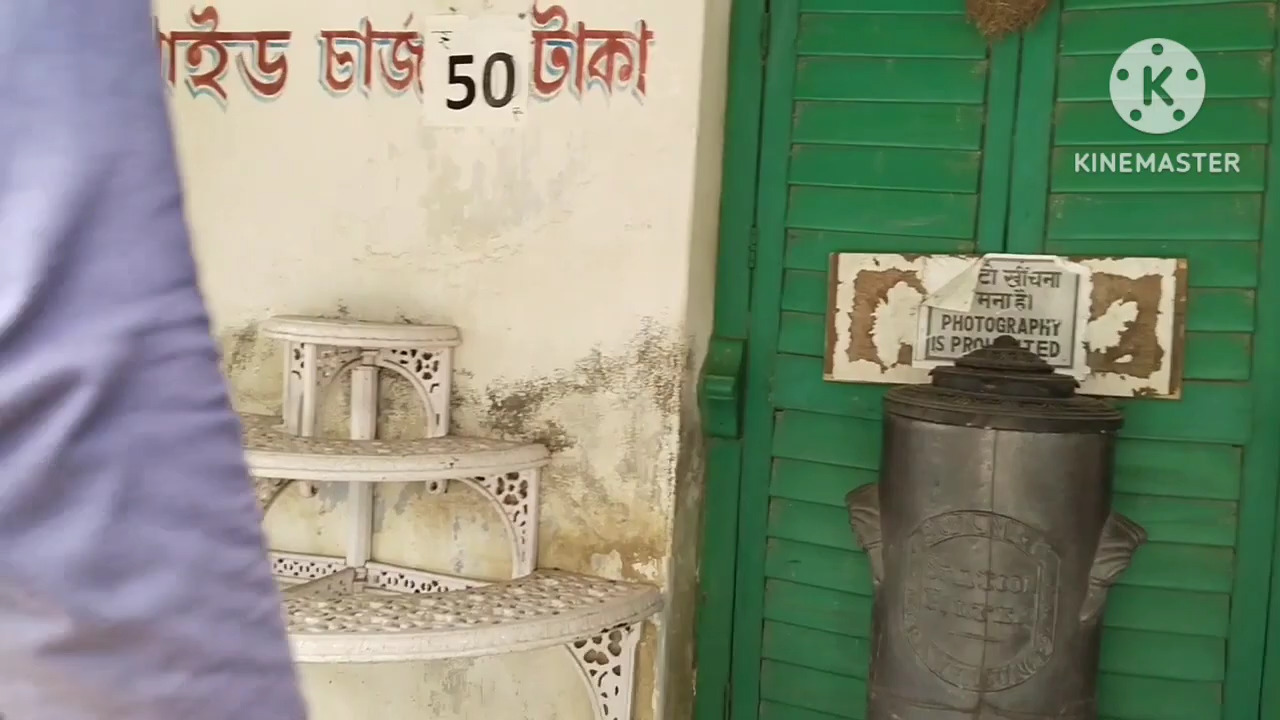 াইড চার্জ 50 টাকা
K
KINEMASTER
टो खींचना
मना है।
PHOTOGRAPHY
IS PROHIBITED